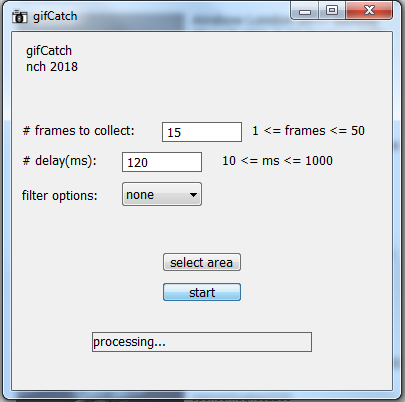 gifCatch
gifCatch
nch 2018
# frames to collect: 15 1 <= frames <= 50
# delay(ms): 120 10 <= ms <= 1000
filter options: none
select area
start
processing...